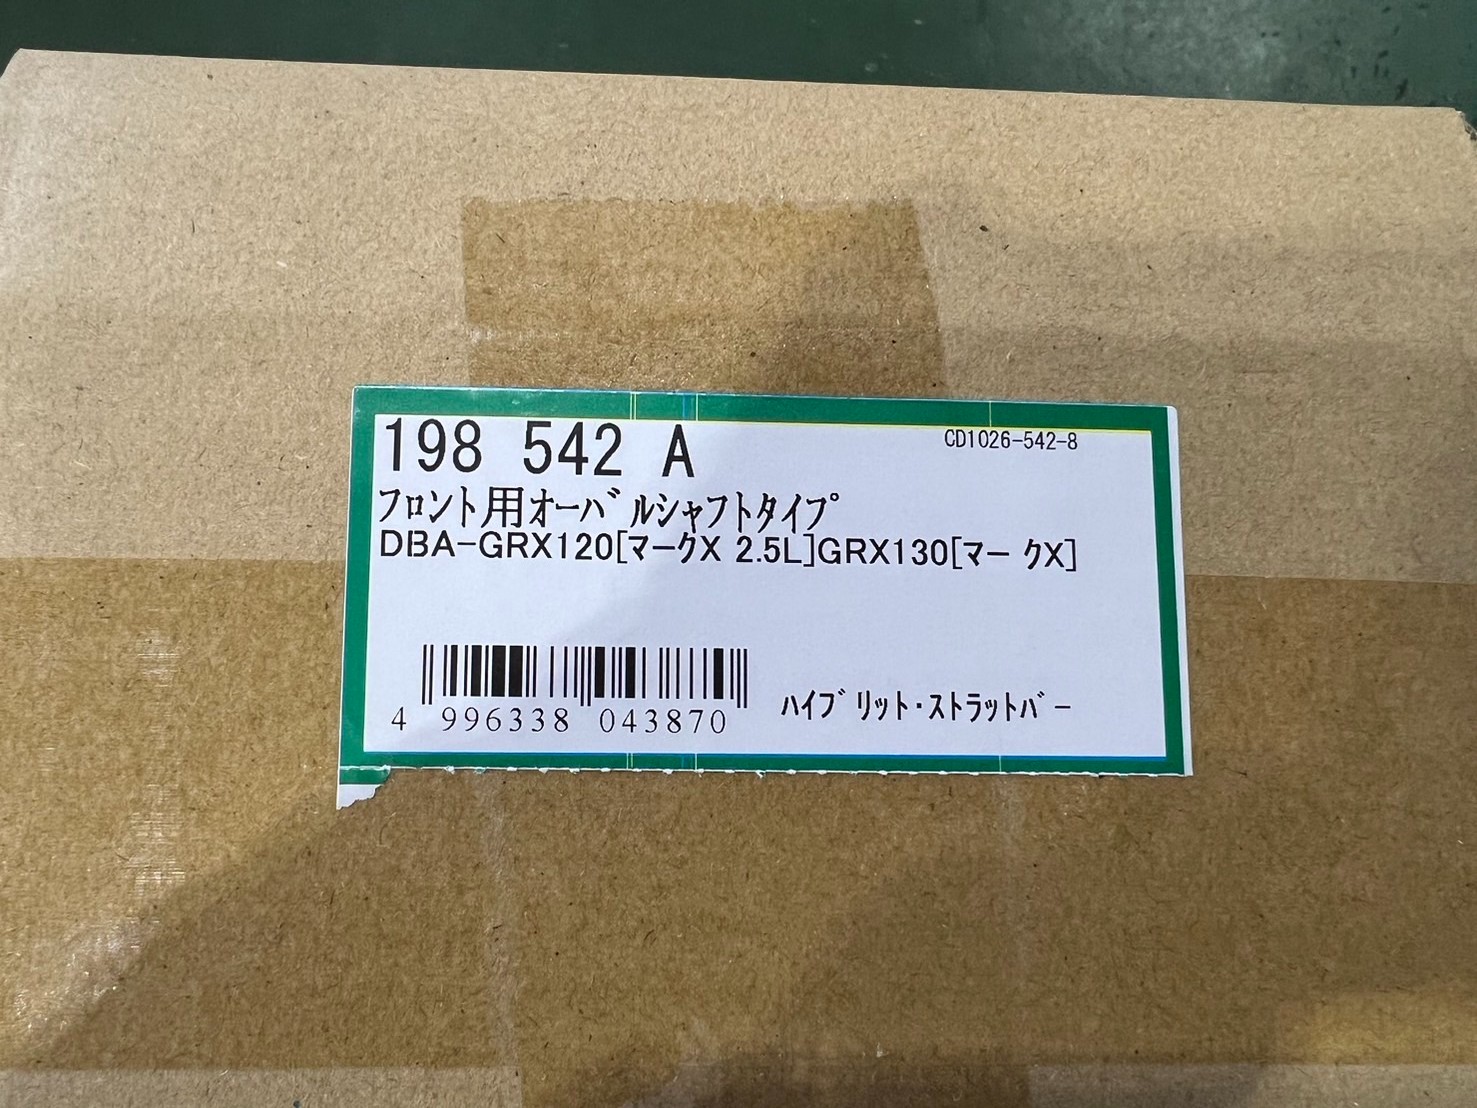 198 542 A
CD1026-542-8
フロント用オーバルシャフトタイプ
DBA-GRX120[マークX 2.5L]GRX130[マー クX]
4 996338 043870
ハイブリット・ストラットバー